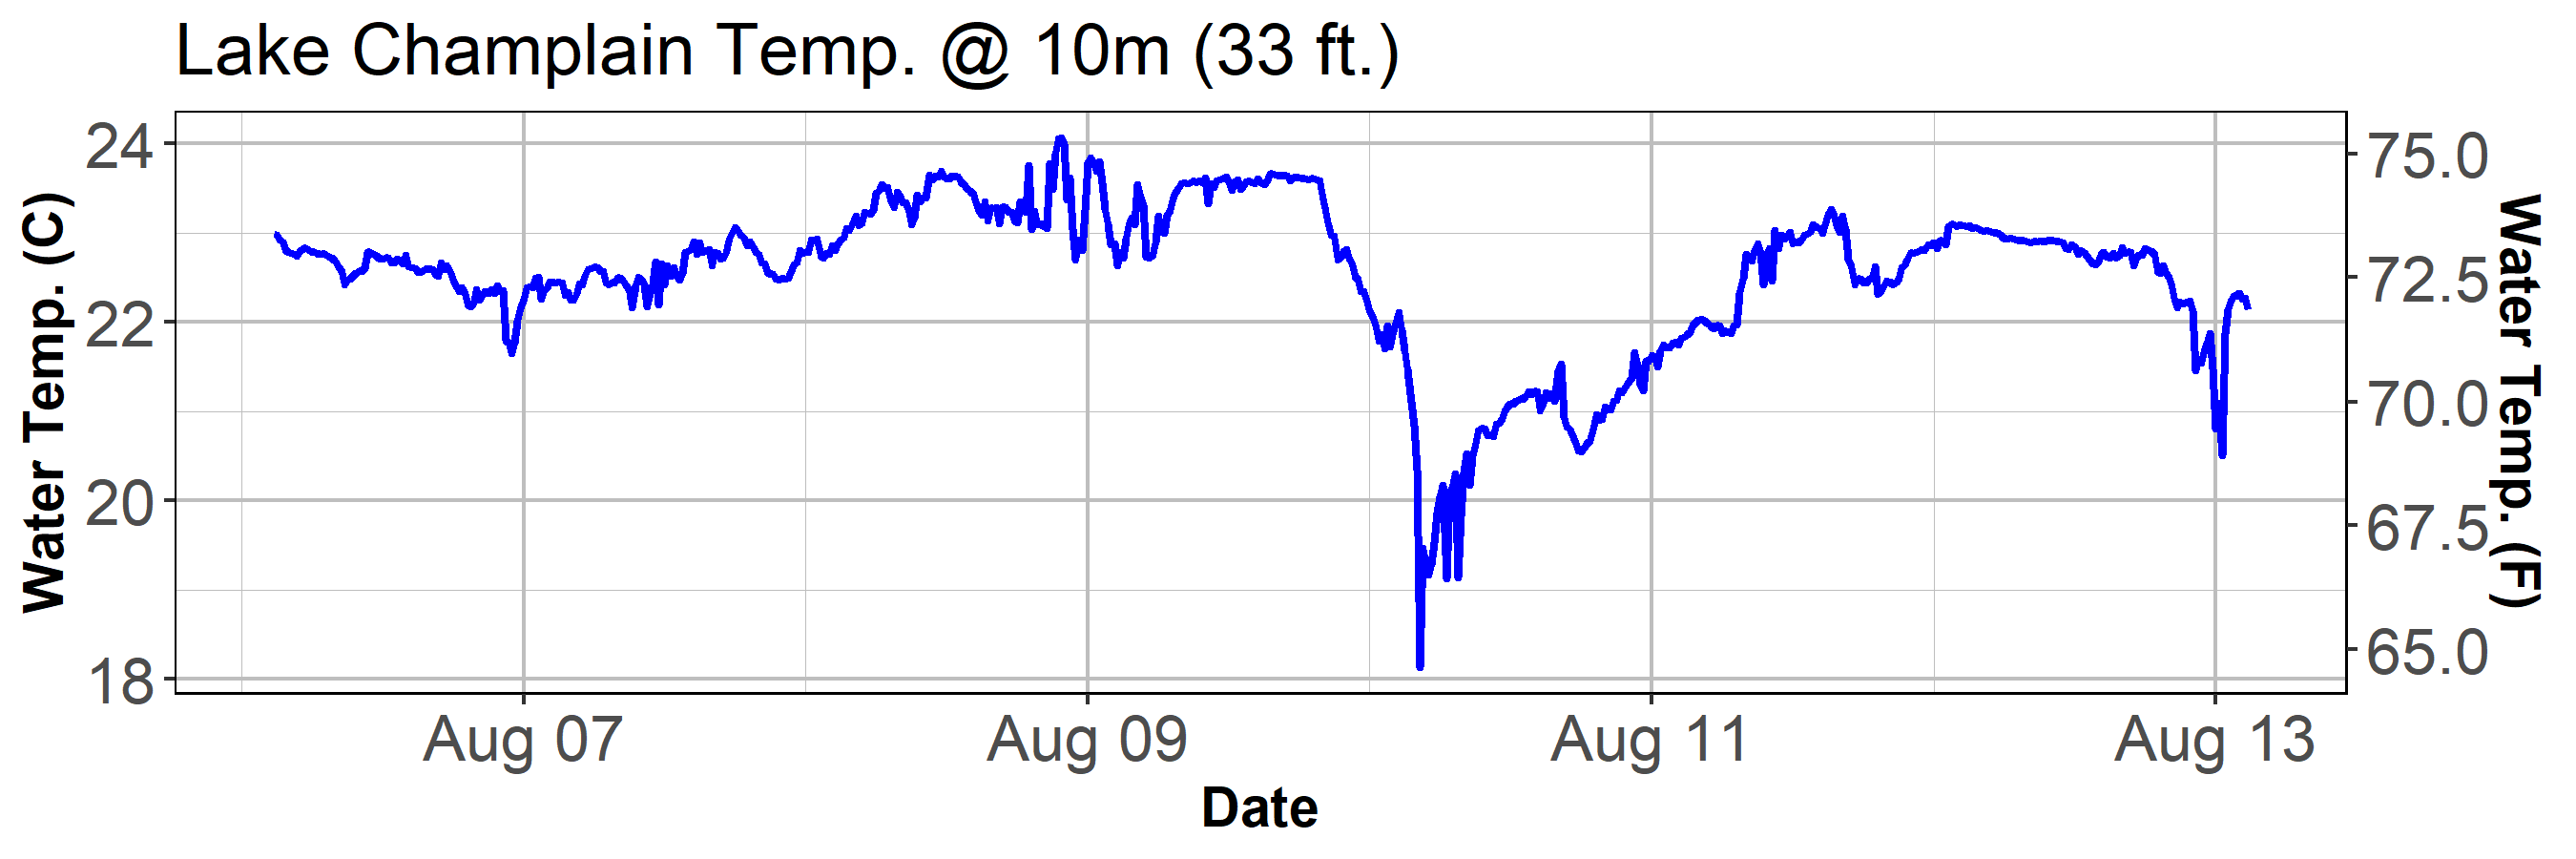 Lake Champlain Temp. @ 10m (33 ft.)
Water Temp. (C)
24
22
20
18
75.0
72.5
70.0
67.5
65.0
Water Temp. (F)
Aug 07 Aug 09 Aug 11 Aug 13
Date